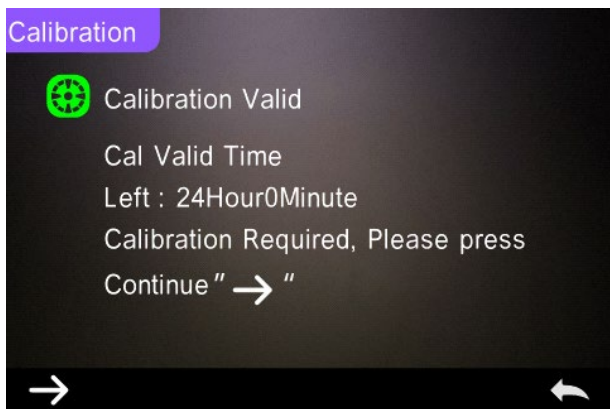 Calibration
Calibration Valid
Cal Valid Time
Left : 24Hour0Minute
Calibration Required, Please press
Continue"→"